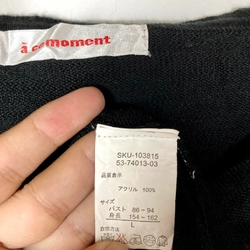 à c moment
SKU-103815
53-74013-03
品質表示
アクリル 100%
サイズ
バスト 86~94
身長 154~162
L